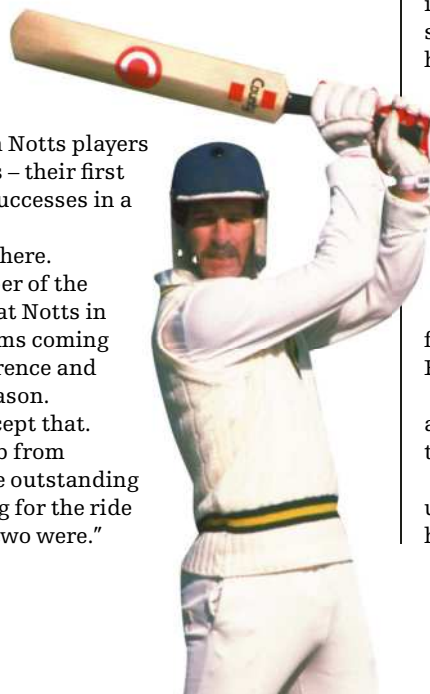 n Notts players
s – their first
uccesses in a
here.
er of the
at Notts in
ms coming
rence and
ason.
cept that.
p from
e outstanding
g for the ride
wo were.”
County
s
h
f
a
t
u
h